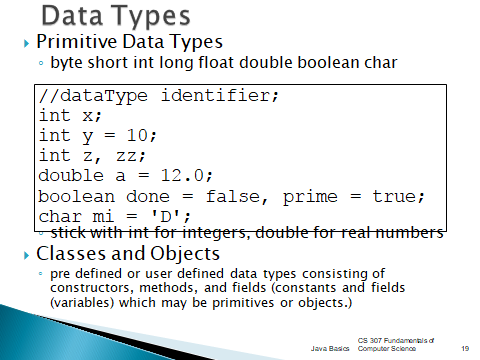 Data Types
Primitive Data Types
byte short int long float double boolean char
//dataType identifier;
int x;
int y = 10;
int z, zz;
double a = 12.0;
boolean done = false, prime = true;
char mi = 'D';
stick with int for integers, double for real numbers
Classes and Objects
pre defined or user defined data types consisting of
constructors, methods, and fields (constants and fields
(variables) which may be primitives or objects.)
Java Basics
CS 307 Fundamentals of
Computer Science
19